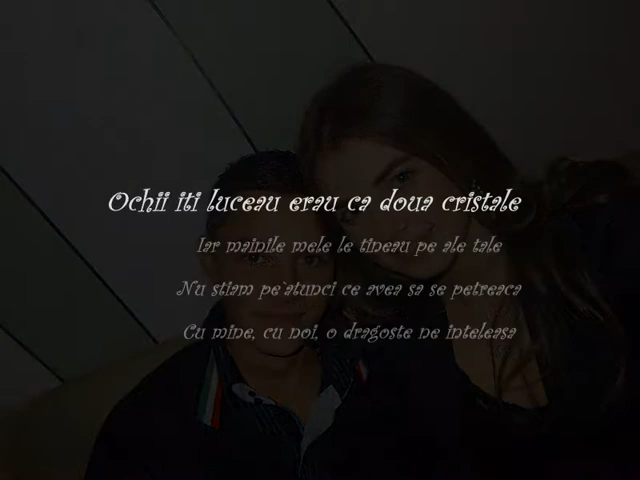 Ochii iti luceau erau ca doua cristale
Iar mainile mele le tineau pe ale tale
Nu stiam pe`atunci ce avea sa se petreaca
Cu mine, cu noi, o dragoste ne inteleasa